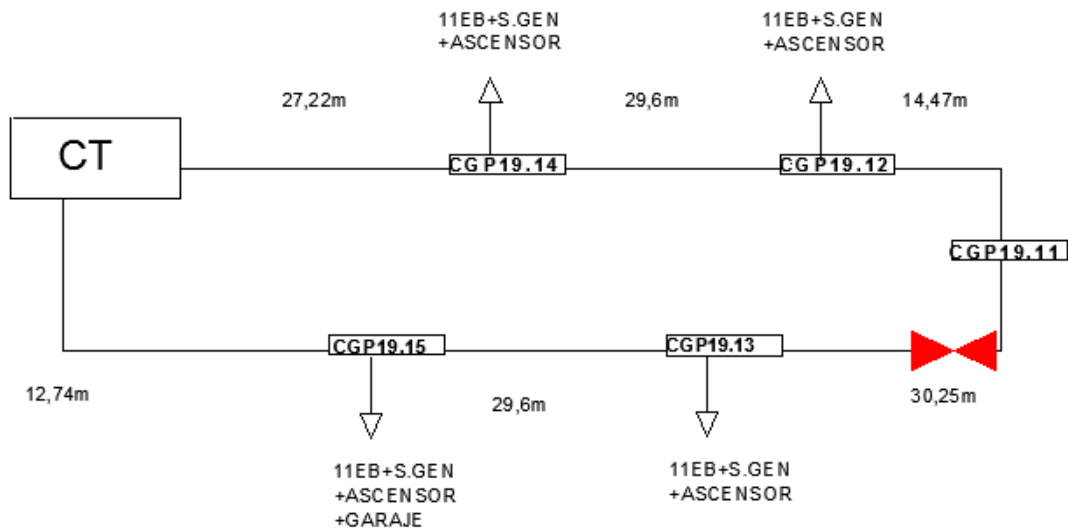 11EB+S.GEN
+ASCENSOR
11EB+S.GEN
+ASCENSOR
27,22m
29,6m
14,47m
CT
CGP19.14
CGP19.12
CGP19.11
CGP19.15
CGP19.13
12,74m
29,6m
30,25m
11EB+S.GEN
+ASCENSOR
+GARAJE
11EB+S.GEN
+ASCENSOR